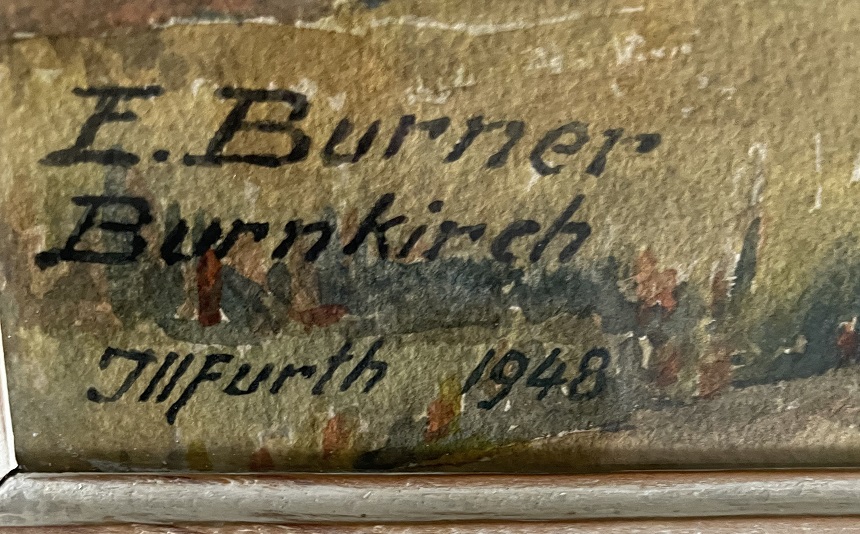 E. Burner
Burnkirch
Illfurth 1948